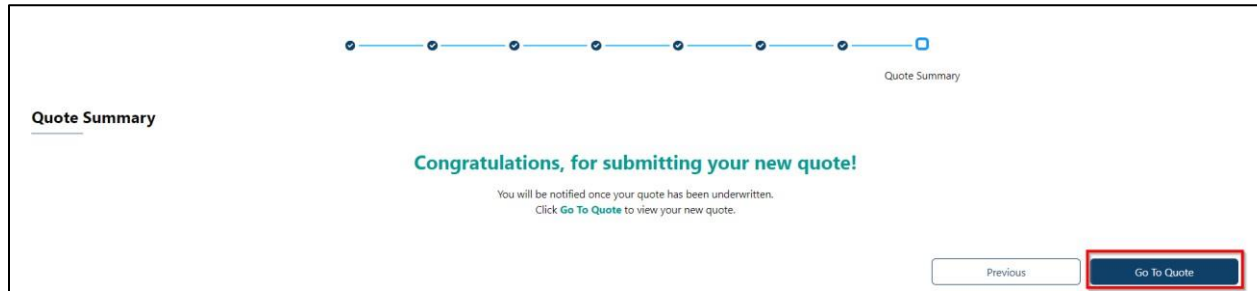 Quote Summary
Quote Summary
Congratulations, for submitting your new quote!
You will be notified once your quote has been underwritten.
Click Go To Quote to view your new quote.
Previous
Go To Quote